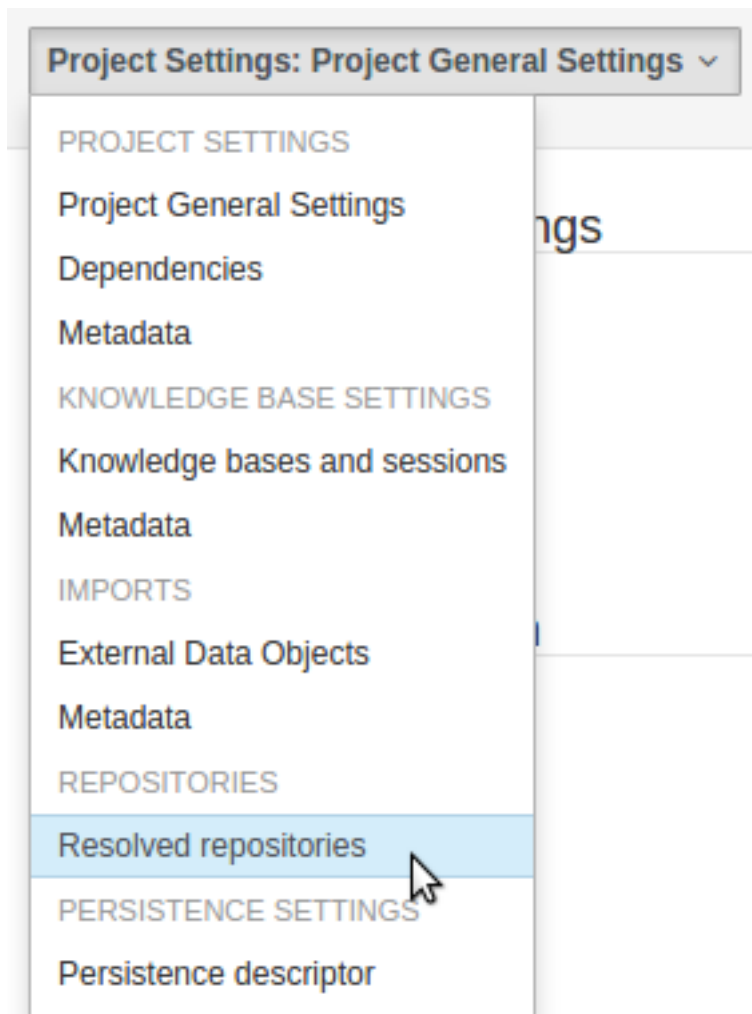 Project Settings: Project General Settings
PROJECT SETTINGS
Project General Settings
ngs
Dependencies
Metadata
KNOWLEDGE BASE SETTINGS
Knowledge bases and sessions
Metadata
IMPORTS
External Data Objects
Metadata
REPOSITORIES
Resolved repositories
PERSISTENCE SETTINGS
Persistence descriptor